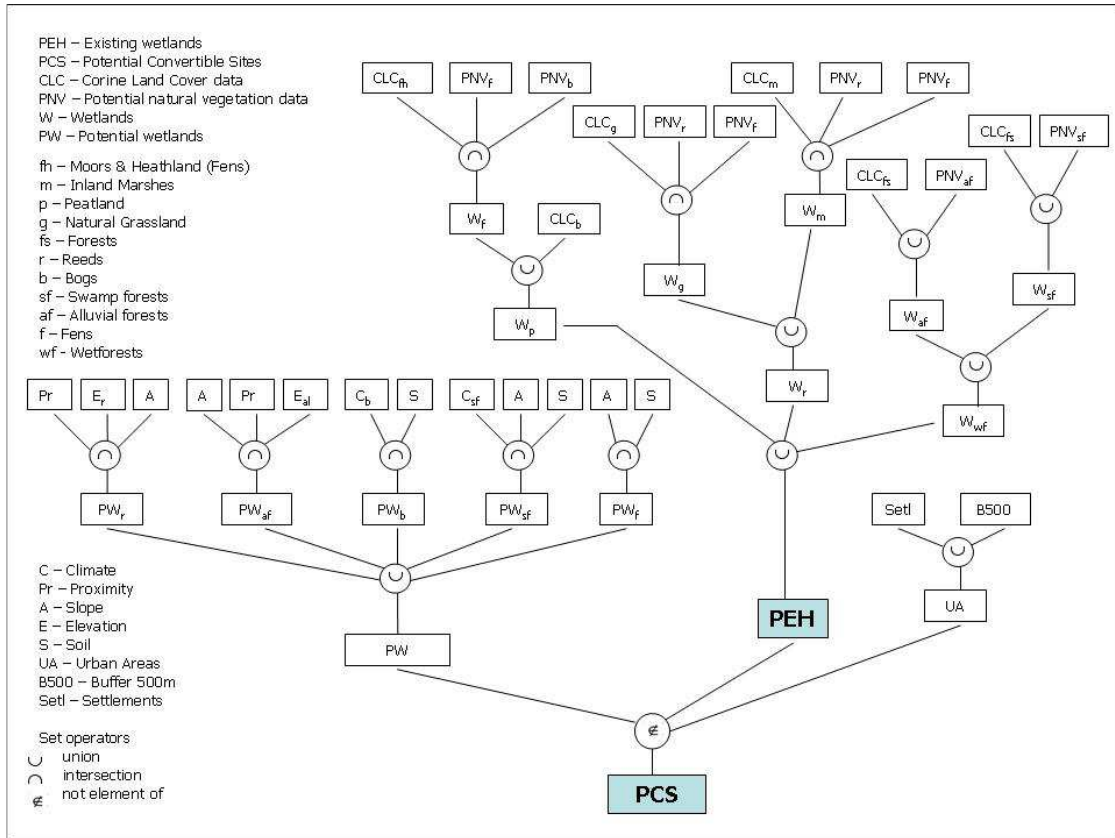 PEH – Existing wetlands
PCS – Potential Convertible Sites
CLC – Corine Land Cover data
PNV – Potential natural vegetation data
W – Wetlands
PW – Potential wetlands
fh – Moors & Heathland (Fens)
m – Inland Marshes
p – Peatland
g – Natural Grassland
fs – Forests
r – Reeds
b – Bogs
sf – Swamp forests
af – Alluvial forests
f – Fens
wf - Wetforests
CLCfh PNVf PNVb
CLCm PNVr PNVf
CLCg PNVr PNVf
CLCfs PNVsf
CLCfs PNVaf
∩
∩
∩
∪
∪
Wf CLCb
Wm
∪
Wg
Wsf
Wp
Waf
∪
∪
Wr
Wwf
∪
Pr Er A
A Pr Eal
Cb S
Csf A S
A S
∩ ∩ ∩ ∩ ∩
PWr PWaf PWb PWsf PWf
∪
PW
Setl B500
∪
UA
PEH
∉
PCS
C – Climate
Pr – Proximity
A – Slope
E – Elevation
S – Soil
UA – Urban Areas
B500 – Buffer 500m
Setl – Settlements
Set operators
∪ union
∩ intersection
∉ not element of